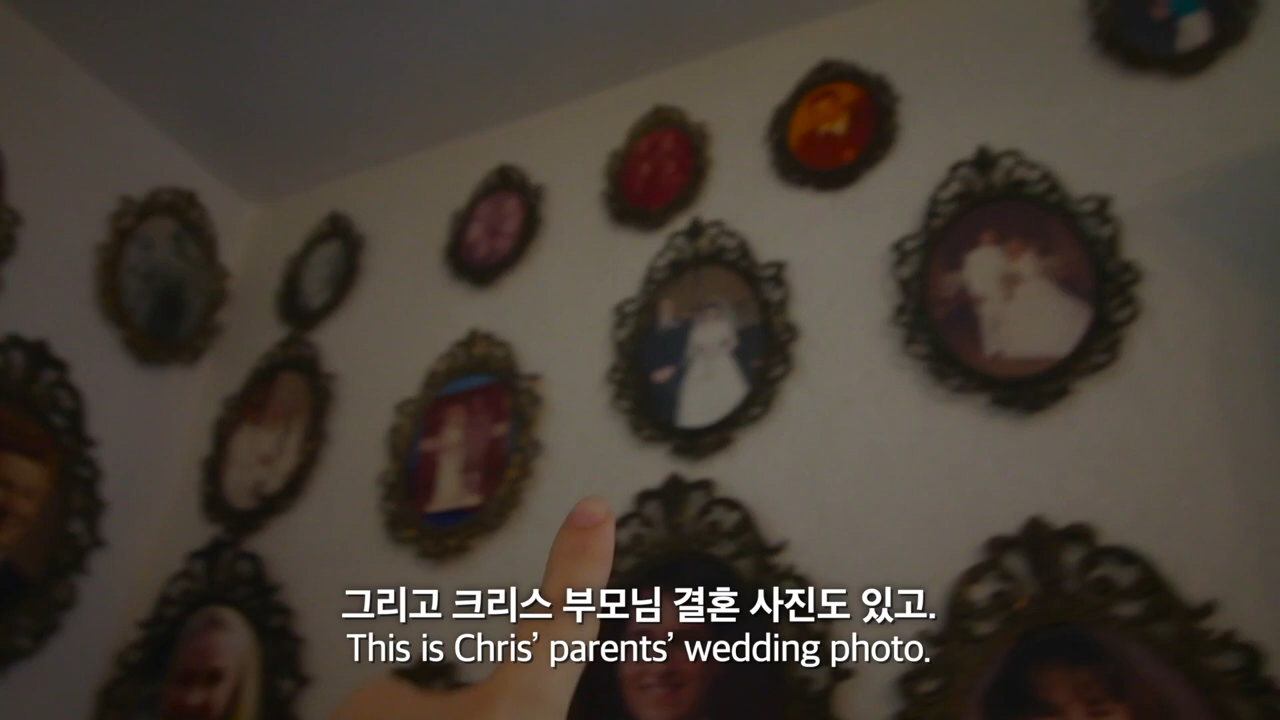 그리고 크리스 부모님 결혼 사진도 있고.
This is Chris’ parents’ wedding photo.